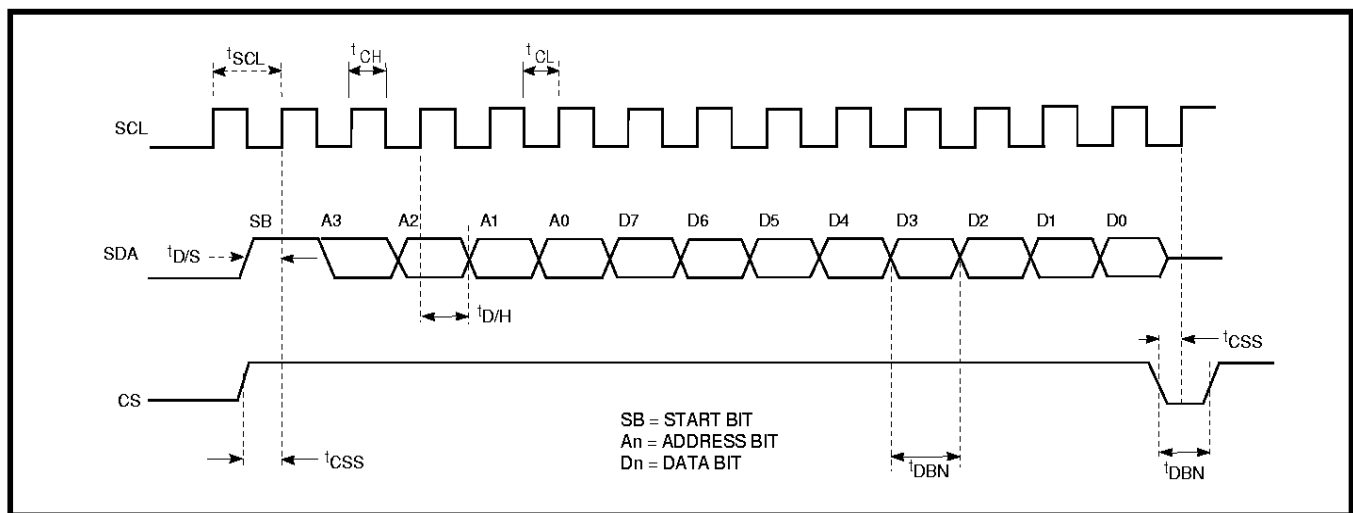 tSCL
tCH
tCL
SCL
SB A3 A2 A1 A0 D7 D6 D5 D4 D3 D2 D1 D0
SDA
tD/S
tD/H
tCSS
CS
SB = START BIT
An = ADDRESS BIT
Dn = DATA BIT
tCSS
tDBN
tDBN